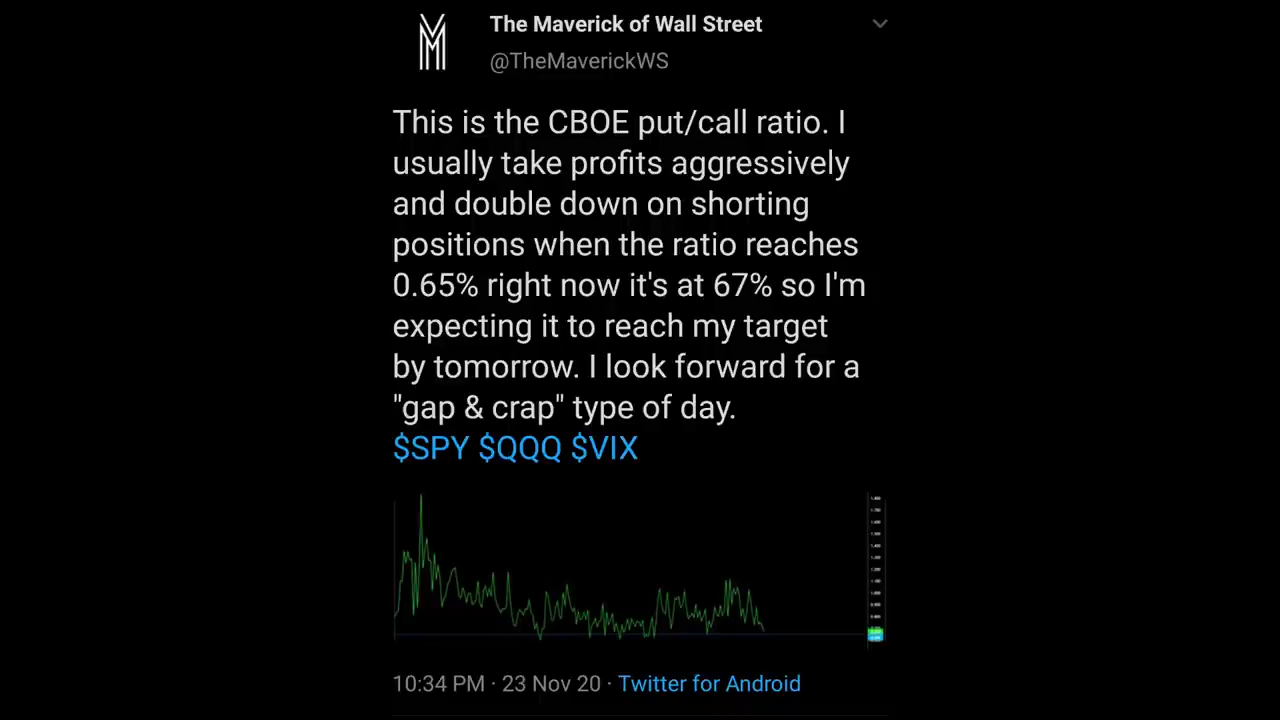 The Maverick of Wall Street
@TheMaverickWS
This is the CBOE put/call ratio. I
usually take profits aggressively
and double down on shorting
positions when the ratio reaches
0.65% right now it's at 67% so I'm
expecting it to reach my target
by tomorrow. I look forward for a
"gap & crap" type of day.
$SPY $QQQ $VIX
10:34 PM · 23 Nov 20 · Twitter for Android